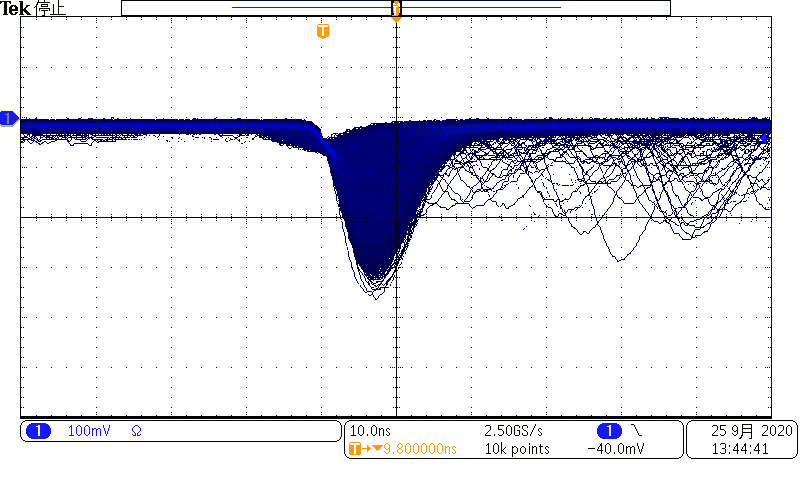 Tek 停止
T
T
1
1 100mV Ω
10.0ns 2.50GS/s 1
T→▼9.800000ns 10k points −40.0mV
25 9月 2020
13:44:41